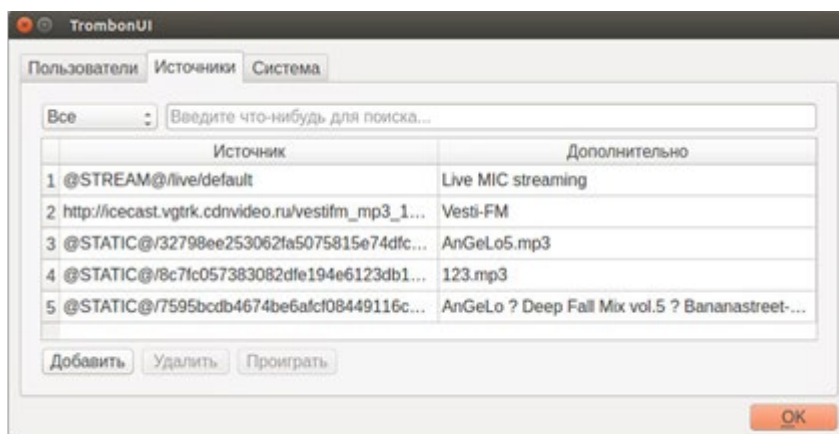 TrombonUI
Пользователи Источники Система
Все Введите что-нибудь для поиска...
Источник Дополнительно
1 @STREAM@/live/default Live MIC streaming
2 http://icecast.vgtrk.cdnvideo.ru/vestifm_mp3_1... Vesti-FM
3 @STATIC@/32798ee253062fa5075815e74dfc... AnGeLo5.mp3
4 @STATIC@/8c7fc057383082dfe194e6123db1... 123.mp3
5 @STATIC@/7595bcdb4674be6afcf08449116c... AnGeLo ? Deep Fall Mix vol.5 ? Bananastreet-...
Добавить Удалить Проиграть
OK